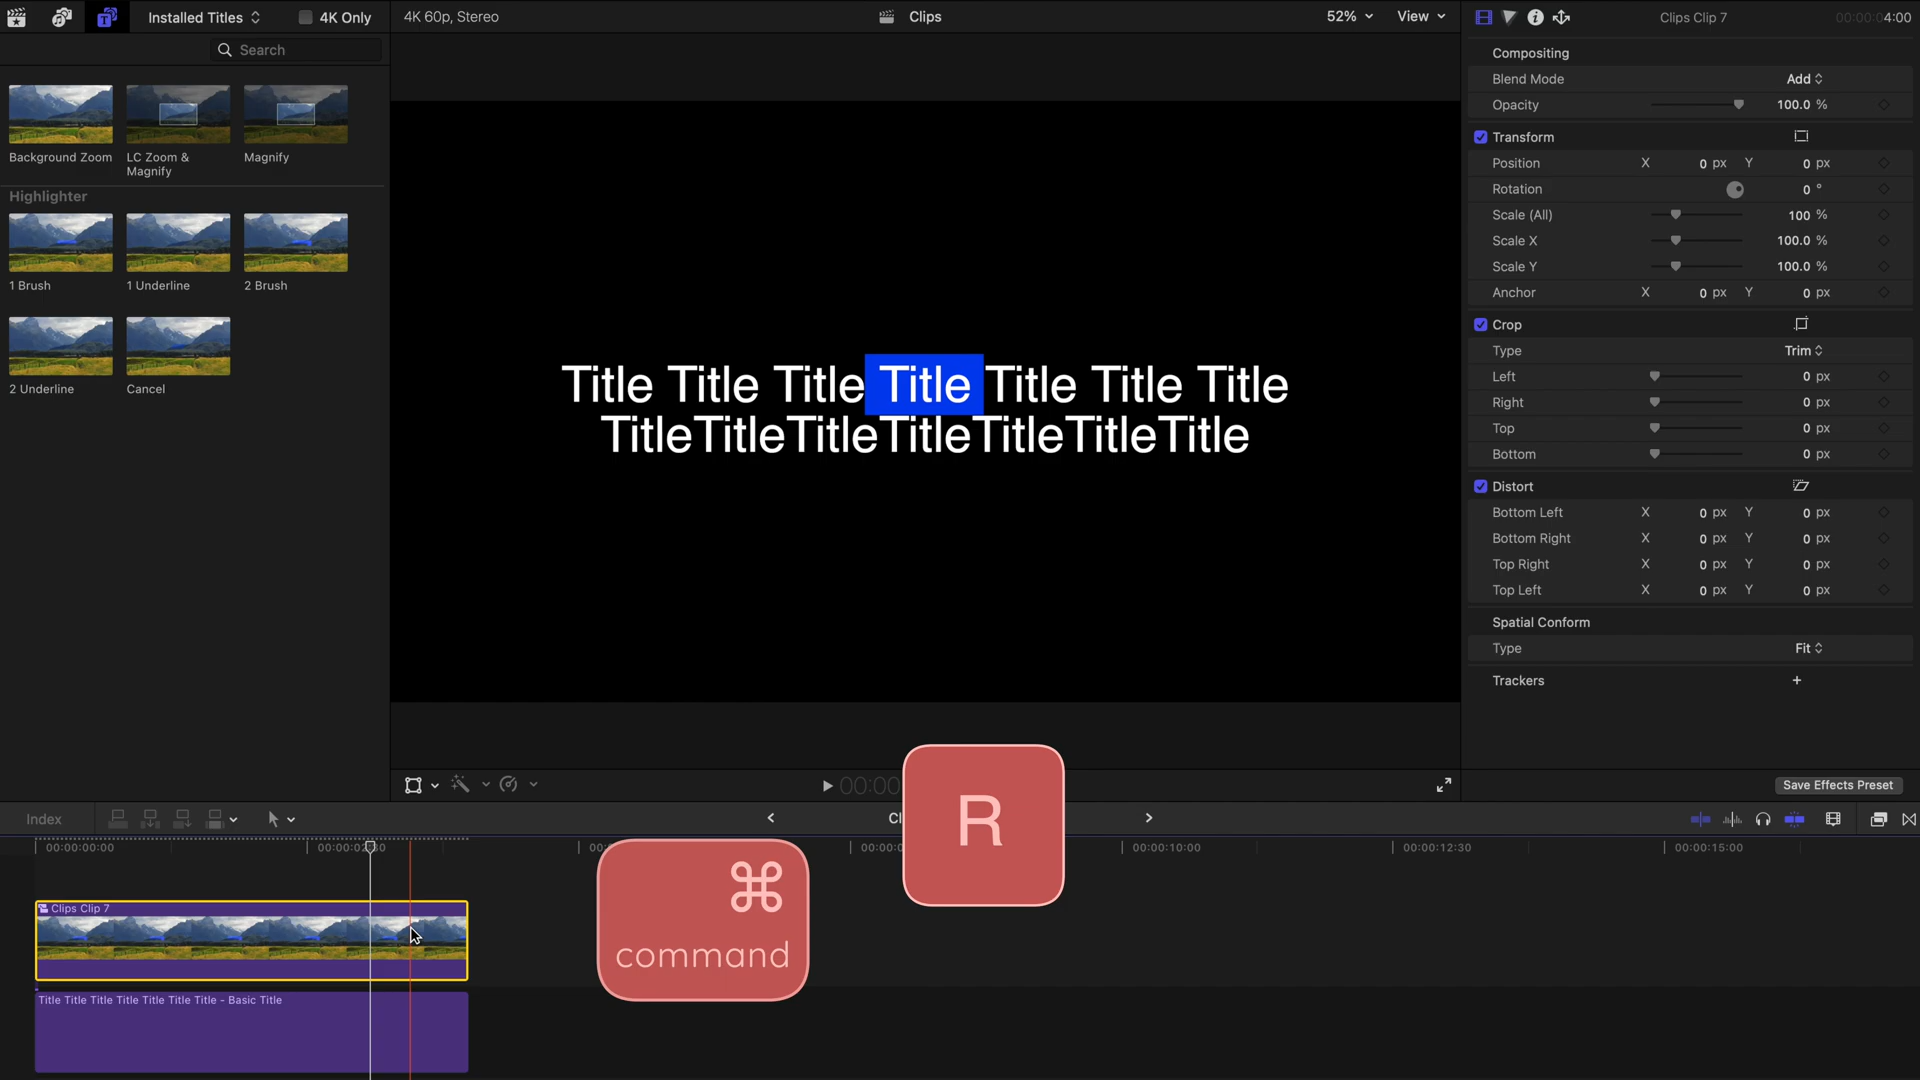 Installed Titles
4K Only
4K 60p, Stereo
Clips
52%
View
Clips Clip 7
00:00:04:00
Search
Background Zoom
LC Zoom & Magnify
Magnify
Highlighter
1 Brush
1 Underline
2 Brush
2 Underline
Cancel
Title Title Title Title Title Title Title
TitleTitleTitleTitleTitleTitleTitle
Compositing
Blend Mode Add
Opacity 100.0 %
Transform
Position X 0 px Y 0 px
Rotation 0 °
Scale (All) 100 %
Scale X 100.0 %
Scale Y 100.0 %
Anchor X 0 px Y 0 px
Crop
Type Trim
Left 0 px
Right 0 px
Top 0 px
Bottom 0 px
Distort
Bottom Left X 0 px Y 0 px
Bottom Right X 0 px Y 0 px
Top Right X 0 px Y 0 px
Top Left X 0 px Y 0 px
Spatial Conform
Type Fit
Trackers +
Save Effects Preset
00:00
R
⌘
command
Index
00:00:00:00
00:00:10:00
00:00:12:30
00:00:15:00
Clips Clip 7
Title Title Title Title Title Title Title - Basic Title